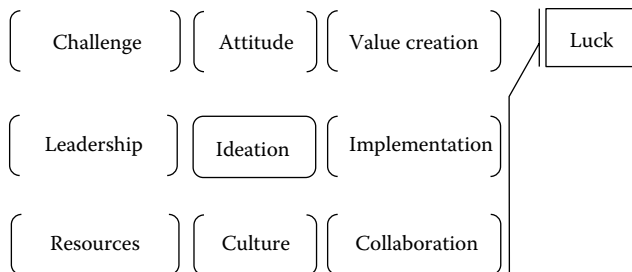 Challenge Attitude Value creation Luck
Leadership Ideation Implementation
Resources Culture Collaboration